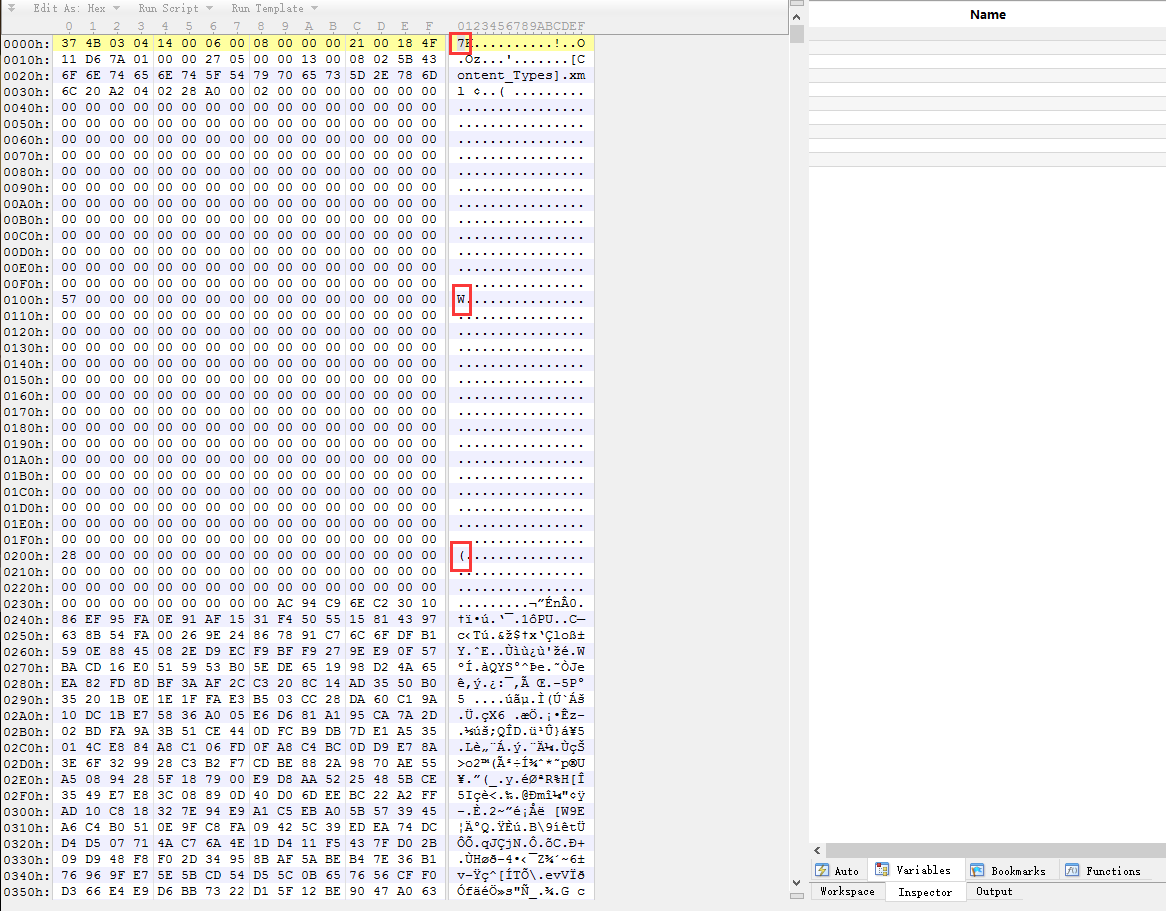 Edit As: Hex Run Script Run Template
0 1 2 3 4 5 6 7 8 9 A B C D E F 0123456789ABCDEF
0000h: 37 4B 03 04 14 00 06 00 08 00 00 00 21 00 18 4F 7K..........!..O
0010h: 11 D6 7A 01 00 00 27 05 00 00 13 00 08 02 5B 43 .Öz...'.......[C
0020h: 6F 6E 74 65 6E 74 5F 54 79 70 65 73 5D 2E 78 6D ontent_Types].xm
0030h: 6C 20 A2 04 02 28 A0 00 02 00 00 00 00 00 00 00 l ¢..( .........
0040h: 00 00 00 00 00 00 00 00 00 00 00 00 00 00 00 00 ................
0050h: 00 00 00 00 00 00 00 00 00 00 00 00 00 00 00 00 ................
0060h: 00 00 00 00 00 00 00 00 00 00 00 00 00 00 00 00 ................
0070h: 00 00 00 00 00 00 00 00 00 00 00 00 00 00 00 00 ................
0080h: 00 00 00 00 00 00 00 00 00 00 00 00 00 00 00 00 ................
0090h: 00 00 00 00 00 00 00 00 00 00 00 00 00 00 00 00 ................
00A0h: 00 00 00 00 00 00 00 00 00 00 00 00 00 00 00 00 ................
00B0h: 00 00 00 00 00 00 00 00 00 00 00 00 00 00 00 00 ................
00C0h: 00 00 00 00 00 00 00 00 00 00 00 00 00 00 00 00 ................
00D0h: 00 00 00 00 00 00 00 00 00 00 00 00 00 00 00 00 ................
00E0h: 00 00 00 00 00 00 00 00 00 00 00 00 00 00 00 00 ................
00F0h: 00 00 00 00 00 00 00 00 00 00 00 00 00 00 00 00 ................
0100h: 57 00 00 00 00 00 00 00 00 00 00 00 00 00 00 00 W...............
0110h: 00 00 00 00 00 00 00 00 00 00 00 00 00 00 00 00 ................
0120h: 00 00 00 00 00 00 00 00 00 00 00 00 00 00 00 00 ................
0130h: 00 00 00 00 00 00 00 00 00 00 00 00 00 00 00 00 ................
0140h: 00 00 00 00 00 00 00 00 00 00 00 00 00 00 00 00 ................
0150h: 00 00 00 00 00 00 00 00 00 00 00 00 00 00 00 00 ................
0160h: 00 00 00 00 00 00 00 00 00 00 00 00 00 00 00 00 ................
0170h: 00 00 00 00 00 00 00 00 00 00 00 00 00 00 00 00 ................
0180h: 00 00 00 00 00 00 00 00 00 00 00 00 00 00 00 00 ................
0190h: 00 00 00 00 00 00 00 00 00 00 00 00 00 00 00 00 ................
01A0h: 00 00 00 00 00 00 00 00 00 00 00 00 00 00 00 00 ................
01B0h: 00 00 00 00 00 00 00 00 00 00 00 00 00 00 00 00 ................
01C0h: 00 00 00 00 00 00 00 00 00 00 00 00 00 00 00 00 ................
01D0h: 00 00 00 00 00 00 00 00 00 00 00 00 00 00 00 00 ................
01E0h: 00 00 00 00 00 00 00 00 00 00 00 00 00 00 00 00 ................
01F0h: 00 00 00 00 00 00 00 00 00 00 00 00 00 00 00 00 ................
0200h: 28 00 00 00 00 00 00 00 00 00 00 00 00 00 00 00 (...............
0210h: 00 00 00 00 00 00 00 00 00 00 00 00 00 00 00 00 ................
0220h: 00 00 00 00 00 00 00 00 00 00 00 00 00 00 00 00 ................
0230h: 00 00 00 00 00 00 00 00 00 AC 94 C9 6E C2 30 10 .........¬”ÉnÂ0.
0240h: 86 EF 95 FA 0E 91 AF 15 31 F4 50 55 15 81 43 97 †ï•ú.‘¯.1ôPU..C—
0250h: 63 8B 54 FA 00 26 9E 24 86 78 91 C7 6C 6F DF B1 c‹Tú.&ž$†x‘Çloß±
0260h: 59 0E 88 45 08 2E D9 EC F9 BF F9 27 9E E9 0F 57 Y.ˆE..Ùìù¿ù'žé.W
0270h: BA CD 16 E0 51 59 53 B0 5E DE 65 19 98 D2 4A 65 ºÍ.àQYS°^Þe.˜ÒJe
0280h: EA 82 FD 8D BF 3A AF 2C C3 20 8C 14 AD 35 50 B0 ê‚ý.¿:¯,Ã Œ.-5P°
0290h: 35 20 1B 0E 1E 1F FA E3 B5 03 CC 28 DA 60 C1 9A 5 ....úãµ.Ì(Ú`Áš
02A0h: 10 DC 1B E7 58 36 A0 05 E6 D6 81 A1 95 CA 7A 2D .Ü.çX6 .æÖ.¡•Êz-
02B0h: 02 BD FA 9A 3B 51 CE 44 0D FC B9 DB 7D E1 A5 35 .½úš;QÎD.ü¹Û}á¥5
02C0h: 01 4C E8 84 A8 C1 06 FD 0F A8 C4 BC 0D D9 E7 8A .Lè„¨Á.ý.¨Ä¼.ÙçŠ
02D0h: 3E 6F 32 99 28 C3 B2 F7 CD BE 88 2A 98 70 AE 55 >o2™(Ã²÷Í¾ˆ*˜p®U
02E0h: A5 08 94 28 5F 18 79 00 E9 D8 AA 52 25 48 5B CE ¥.”(_.y.éØªR%H[Î
02F0h: 35 49 E7 E8 3C 08 89 0D 40 D0 6D EE BC 22 A2 FF 5Içè<.‰.@Ðmî¼"¢ÿ
0300h: AD 10 C8 18 32 7E 94 E9 A1 C5 EB A0 5B 57 39 45 -.È.2~”é¡Åë [W9E
0310h: A6 C4 B0 51 0E 9F C8 FA 09 42 5C 39 ED EA 74 DC ¦Ä°Q.ŸÈú.B\9íêtÜ
0320h: D4 D5 07 71 4A C7 6A 4E 1D D4 11 F5 43 7F D0 2B ÔÕ.qJÇjN.Ô.õC.Ð+
0330h: 09 D9 48 F8 F0 2D 34 95 8B AF 5A BE B4 7E 36 B1 .ÙHøð-4•‹¯Z¾´~6±
0340h: 76 96 9F E7 5E 5B CD 54 D5 5C 0B 65 76 56 CF F0 v–Ÿç^[ÍTÕ\.evVÏð
0350h: D3 66 E4 E9 D6 BB 73 22 D1 5F 12 BE 90 47 A0 63 ÓfäéÖ»s"Ñ_.¾.G c
Name
Auto Variables Bookmarks Functions
Workspace Inspector Output